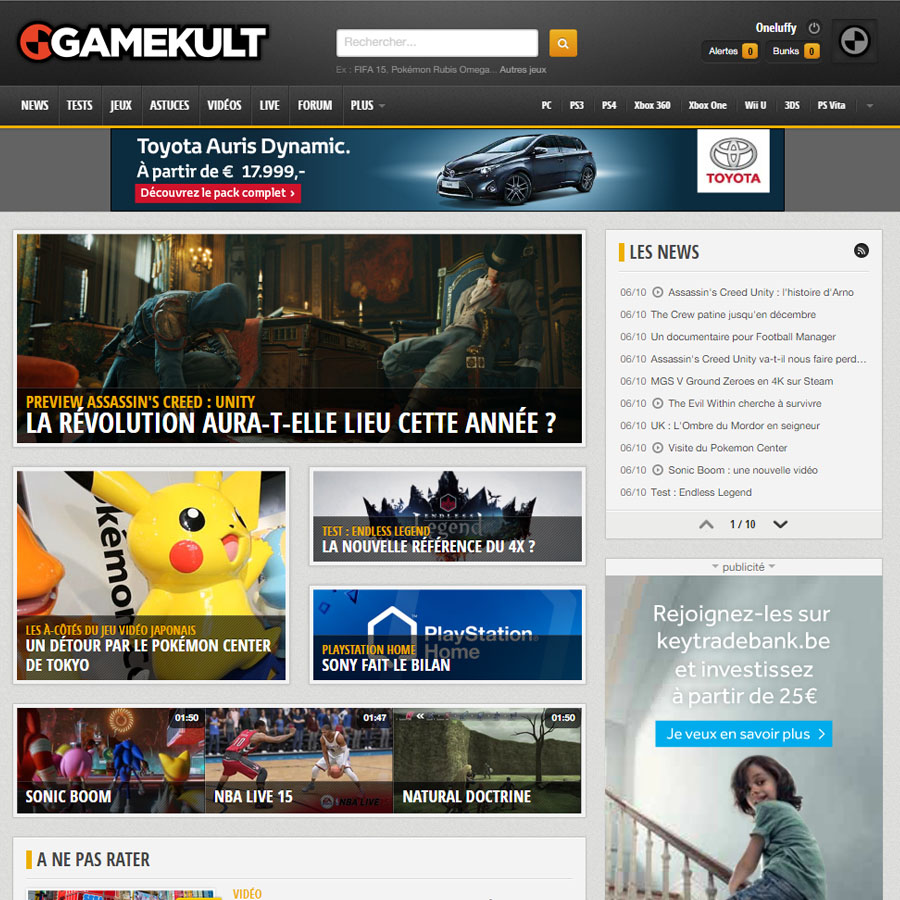 GAMEKULT
Rechercher...
Ex : FIFA 15, Pokémon Rubis Omega... Autres jeux
Oneluffy
Alertes 0 Bunks 0
NEWS TESTS JEUX ASTUCES VIDÉOS LIVE FORUM PLUS
PC PS3 PS4 Xbox 360 Xbox One Wii U 3DS PS Vita
Toyota Auris Dynamic.
À partir de € 17.999,-
Découvrez le pack complet ›
TOYOTA
PREVIEW ASSASSIN'S CREED : UNITY
LA RÉVOLUTION AURA-T-ELLE LIEU CETTE ANNÉE ?
LES NEWS
06/10 Assassin's Creed Unity : l'histoire d'Arno
06/10 The Crew patine jusqu'en décembre
06/10 Un documentaire pour Football Manager
06/10 Assassin's Creed Unity va-t-il nous faire perd...
06/10 MGS V Ground Zeroes en 4K sur Steam
06/10 The Evil Within cherche à survivre
06/10 UK : L'Ombre du Mordor en seigneur
06/10 Visite du Pokemon Center
06/10 Sonic Boom : une nouvelle vidéo
06/10 Test : Endless Legend
1 / 10
kémon
LES À-CÔTÉS DU JEU VIDÉO JAPONAIS
UN DÉTOUR PAR LE POKÉMON CENTER
DE TOKYO
ENDLESS
Legend
TEST : ENDLESS LEGEND
LA NOUVELLE RÉFÉRENCE DU 4X ?
PlayStation
Home
PLAYSTATION HOME
SONY FAIT LE BILAN
publicité
Rejoignez-les sur
keytradebank.be
et investissez
à partir de 25€
Je veux en savoir plus
01:50
SONIC BOOM
01:47
NBA LIVE 15
NBA LIVE 15
01:50
NATURAL DOCTRINE
A NE PAS RATER
VIDÉO